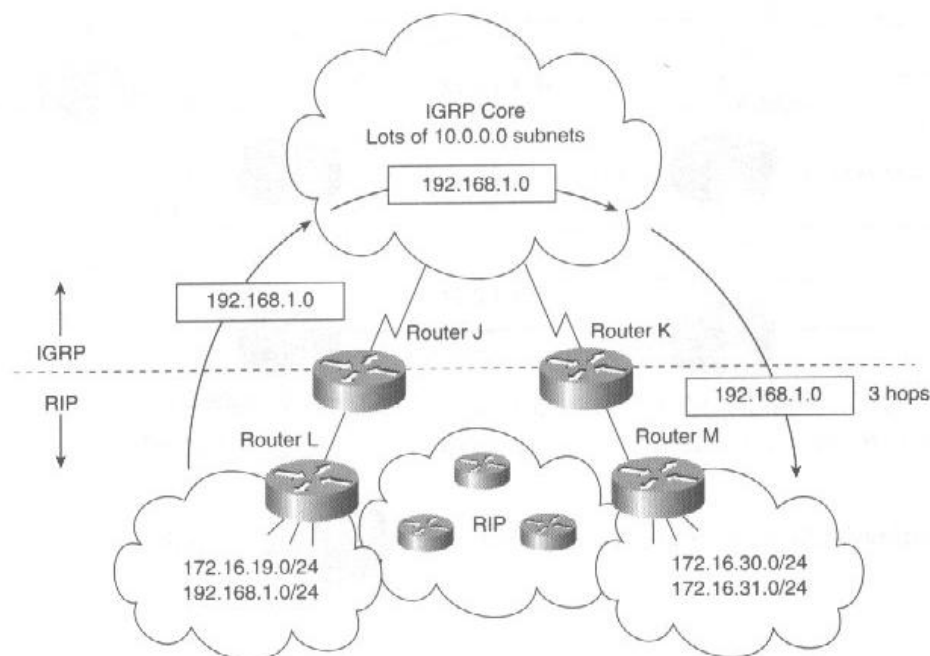 IGRP Core
Lots of 10.0.0.0 subnets
192.168.1.0
192.168.1.0
Router J
Router K
IGRP
RIP
192.168.1.0
3 hops
Router L
Router M
RIP
172.16.19.0/24
192.168.1.0/24
172.16.30.0/24
172.16.31.0/24